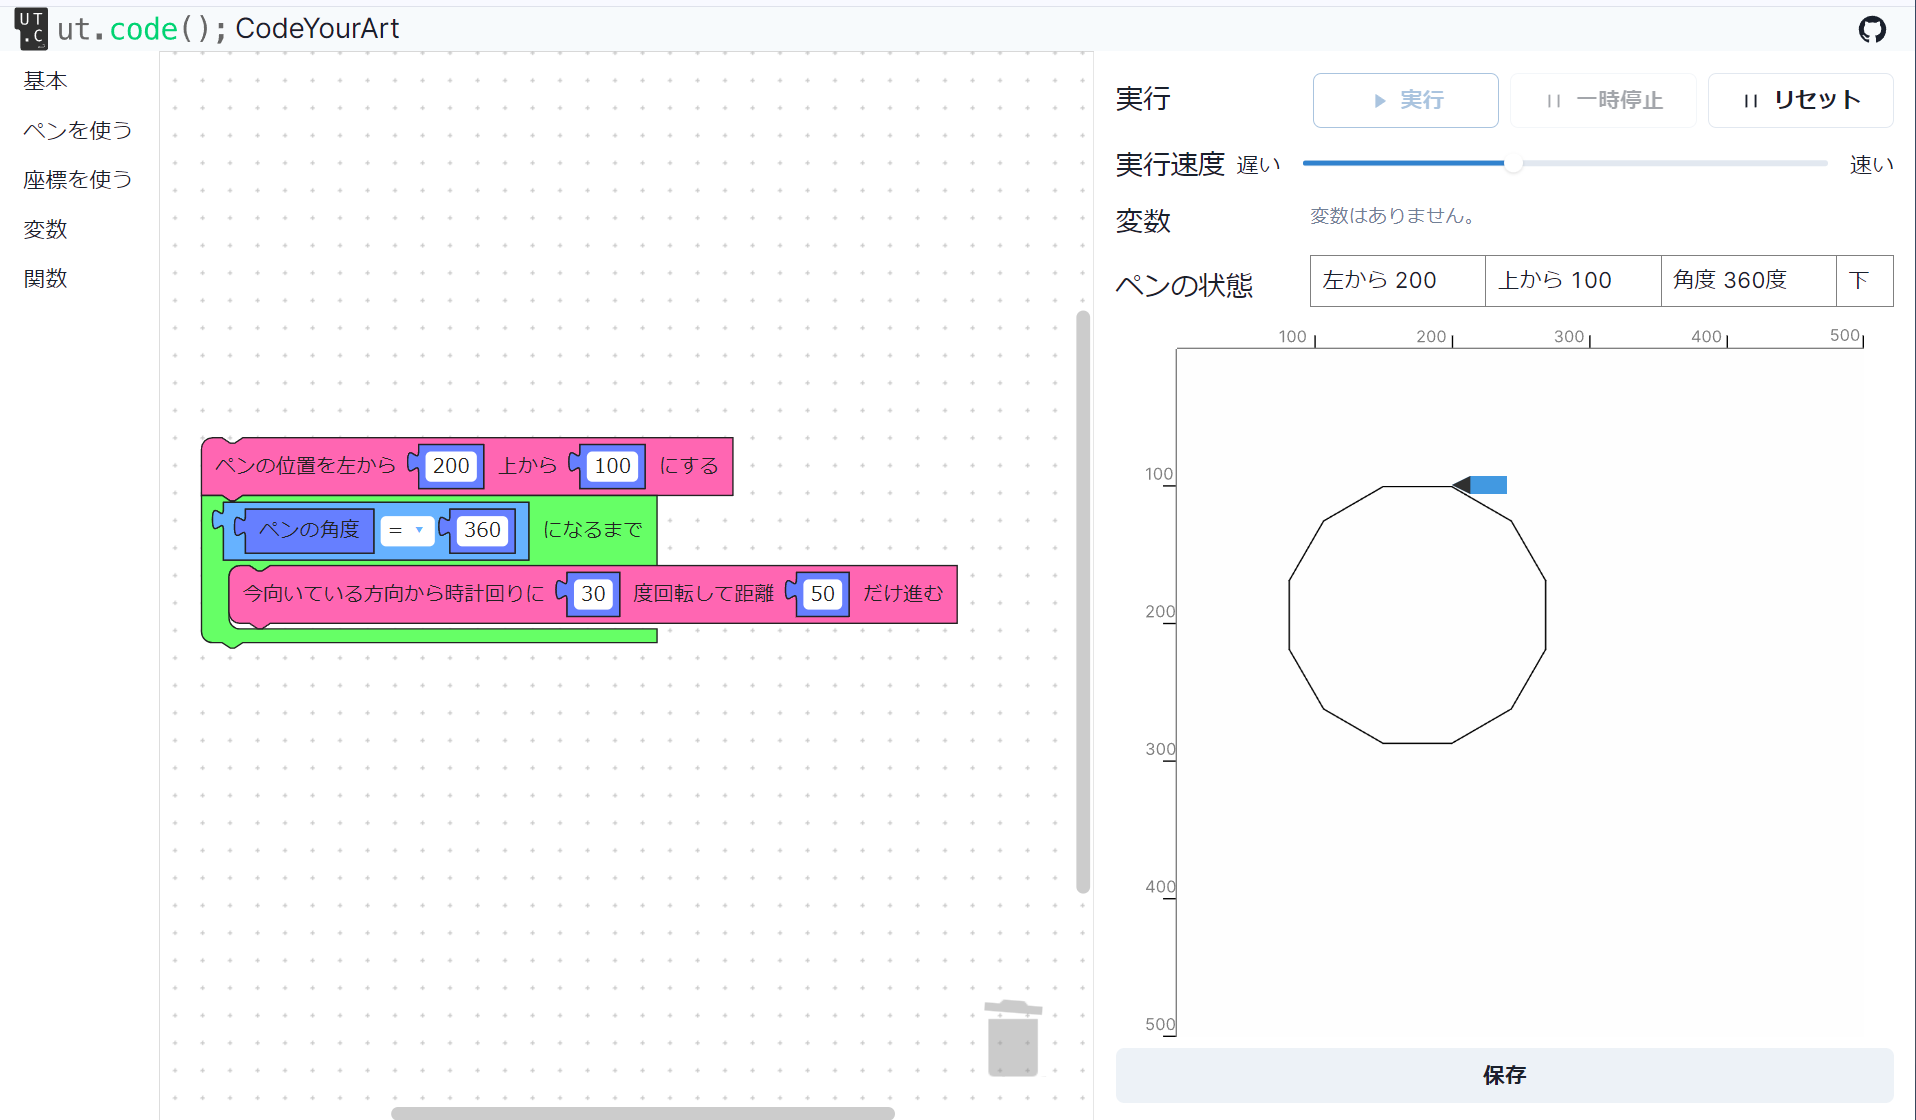 UT
.C
ut.code(); CodeYourArt
基本
ペンを使う
座標を使う
変数
関数
ペンの位置を左から 200 上から 100 にする
ペンの角度 = 360 になるまで
今向いている方向から時計回りに 30 度回転して距離 50 だけ進む
実行 実行 一時停止 リセット
実行速度 遅い 速い
変数 変数はありません。
ペンの状態 左から 200 上から 100 角度 360度 下
100 200 300 400 500
100
200
300
400
500
保存